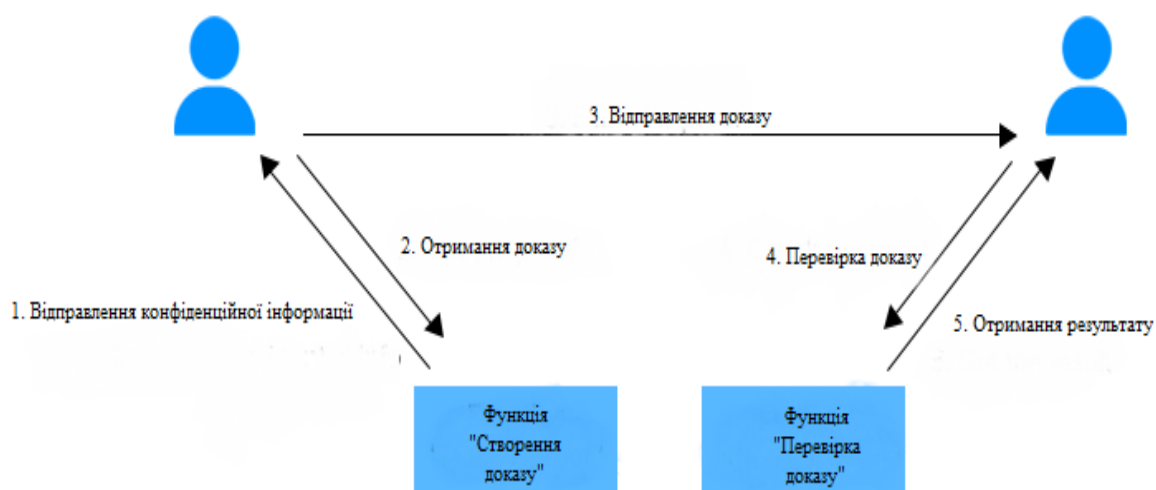 3. Відправлення доказу
2. Отримання доказу
4. Перевірка доказу
1. Відправлення конфіденційної інформації
5. Отримання результату
Функція
"Створення
доказу"
Функція
"Перевірка
доказу"